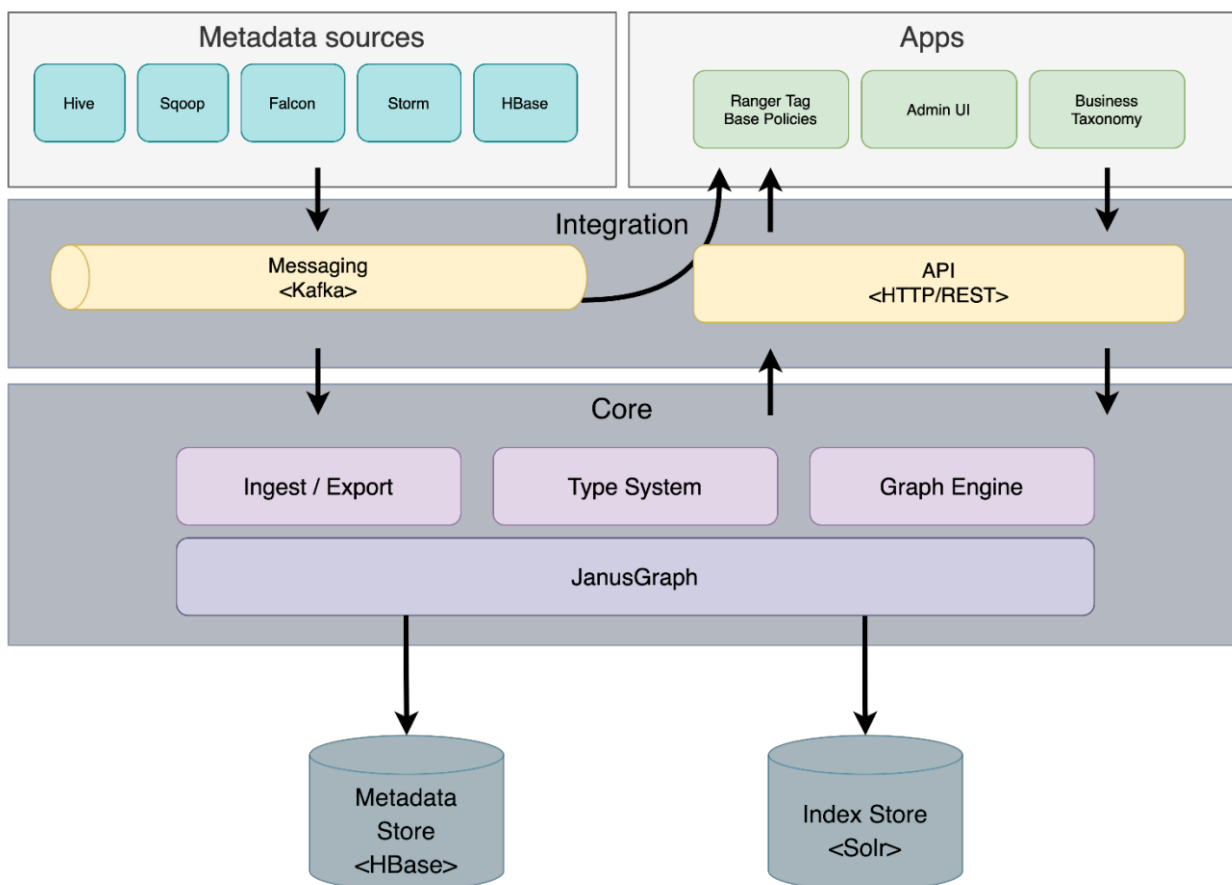 Metadata sources
Hive
Sqoop
Falcon
Storm
HBase
Apps
Ranger Tag
Base Policies
Admin UI
Business
Taxonomy
Integration
Messaging
<Kafka>
API
<HTTP/REST>
Core
Ingest / Export
Type System
Graph Engine
JanusGraph
Metadata
Store
<HBase>
Index Store
<Solr>